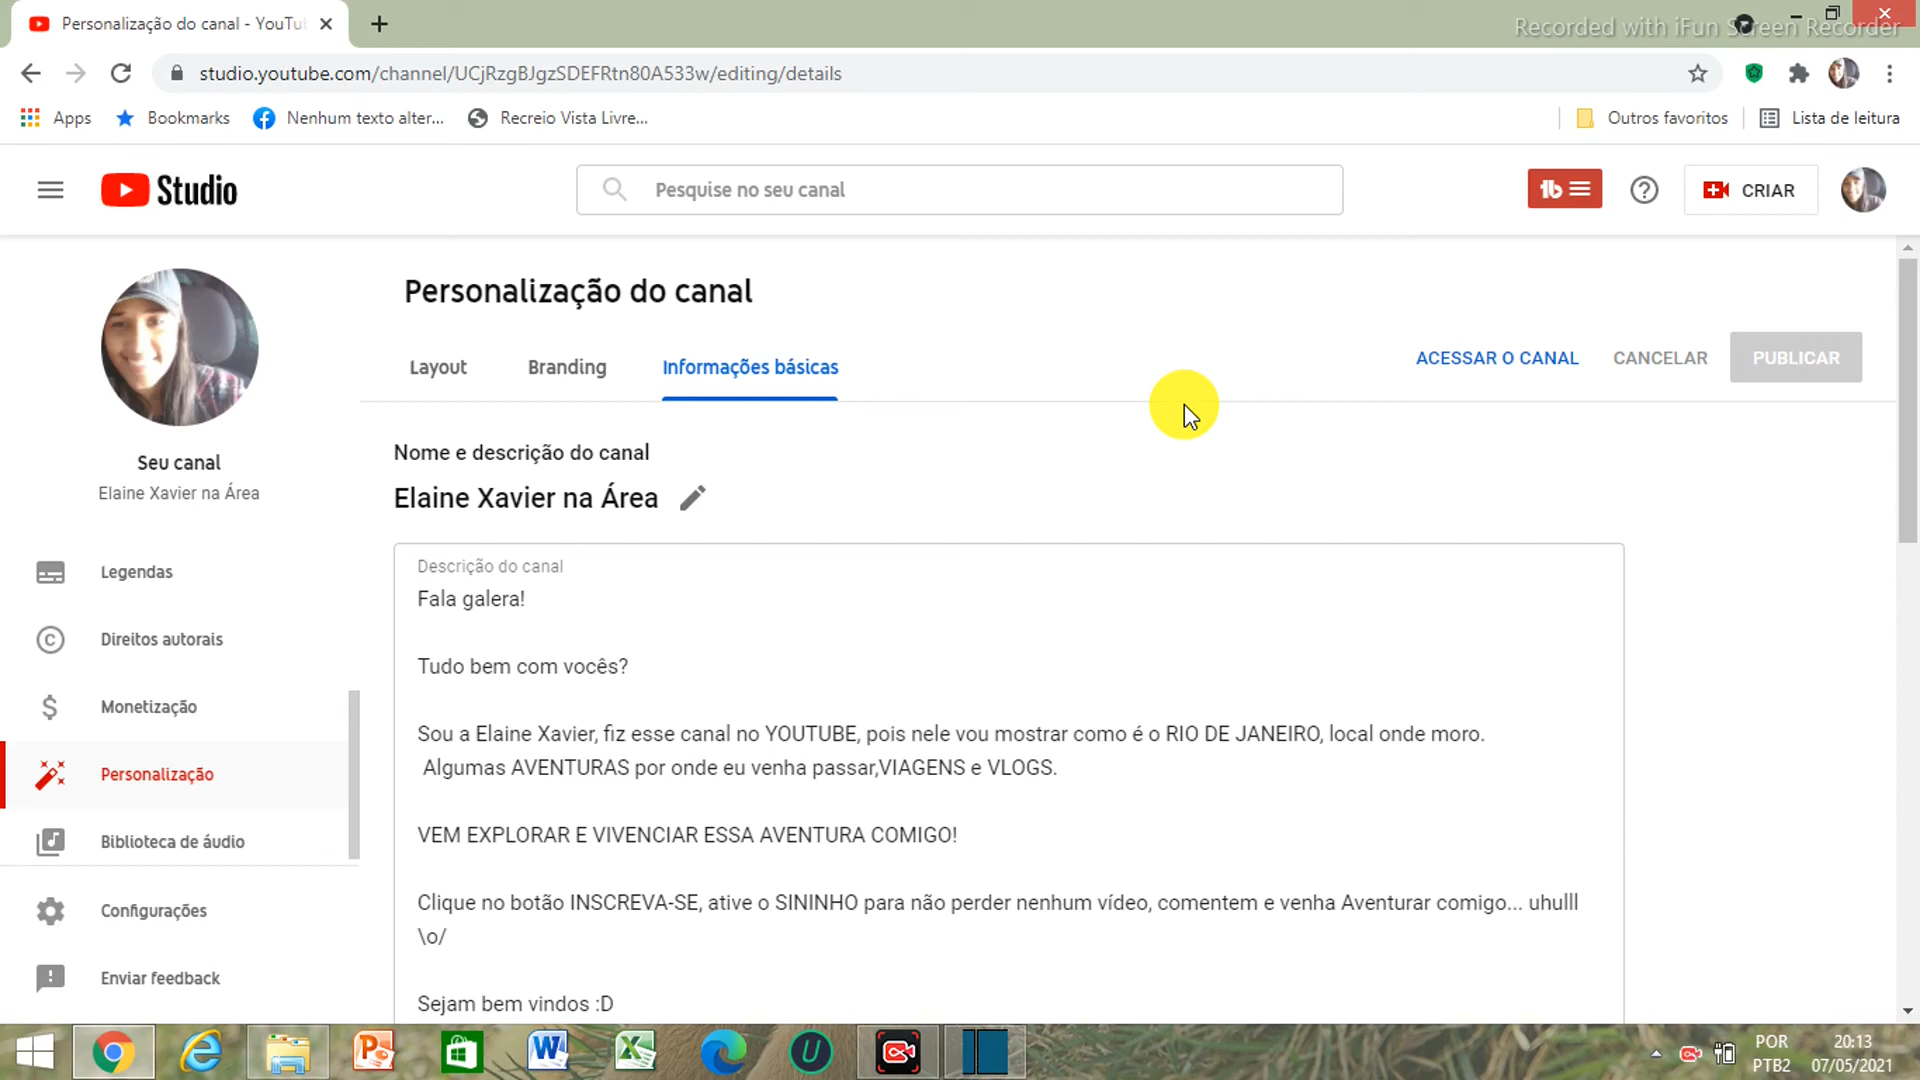 Personalização do canal - YouTu
Recorded with iFun Screen Recorder
studio.youtube.com/channel/UCjRzgBJgzSDEFRtn80A533w/editing/details
Apps
Bookmarks
Nenhum texto alter...
Recreio Vista Livre...
Outros favoritos
Lista de leitura
Studio
Pesquise no seu canal
CRIAR
Personalização do canal
Layout
Branding
Informações básicas
ACESSAR O CANAL
CANCELAR
PUBLICAR
Seu canal
Elaine Xavier na Área
Legendas
Direitos autorais
Monetização
Personalização
Biblioteca de áudio
Configurações
Enviar feedback
Nome e descrição do canal
Elaine Xavier na Área
Descrição do canal
Fala galera!
Tudo bem com vocês?
Sou a Elaine Xavier, fiz esse canal no YOUTUBE, pois nele vou mostrar como é o RIO DE JANEIRO, local onde moro.
Algumas AVENTURAS por onde eu venha passar,VIAGENS e VLOGS.
VEM EXPLORAR E VIVENCIAR ESSA AVENTURA COMIGO!
Clique no botão INSCREVA-SE, ative o SININHO para não perder nenhum vídeo, comentem e venha Aventurar comigo... uhulll
\o/
Sejam bem vindos :D
POR
PTB2
20:13
07/05/2021